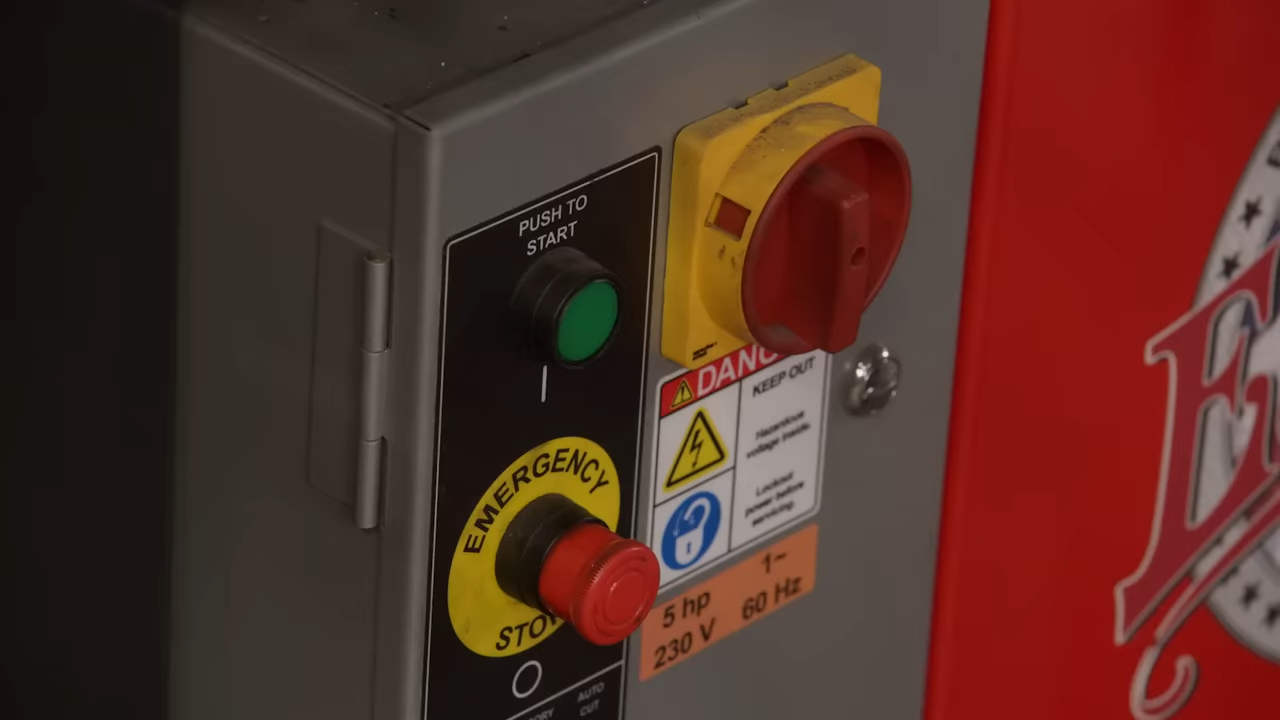 PUSH TO
START
EMERGENCY
STOP
DANG
KEEP OUT
Hazardous
voltage inside.
Lockout
power before
servicing.
5 hp 1~
230 V 60 Hz
AUTO
CUT